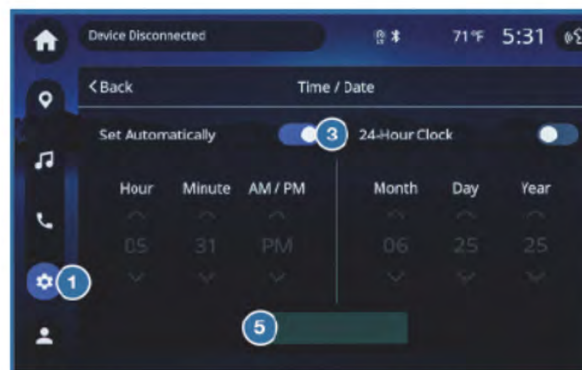 Device Disconnected 71°F 5:31
<Back Time / Date
Set Automatically 3 24-Hour Clock
Hour Minute AM / PM Month Day Year
05 31 PM 06 25 25
1
5